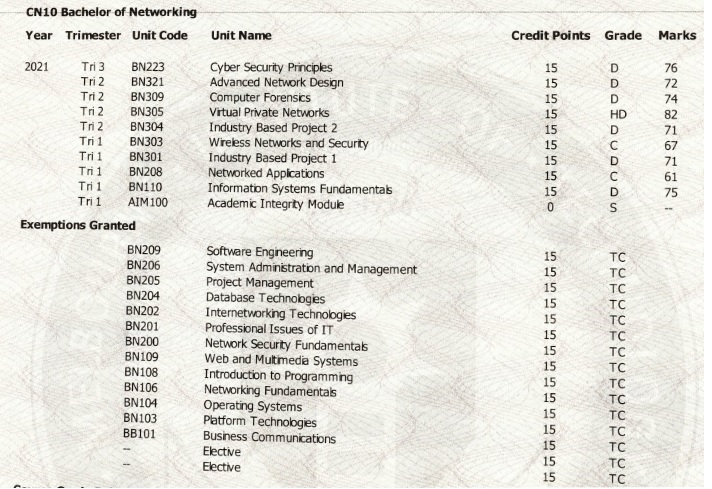 CN10 Bachelor of Networking
Year Trimester Unit Code Unit Name Credit Points Grade Marks
2021 Tri 3 BN223 Cyber Security Principles 15 D 76
Tri 2 BN321 Advanced Network Design 15 D 72
Tri 2 BN309 Computer Forensics 15 D 74
Tri 2 BN305 Virtual Private Networks 15 HD 82
Tri 2 BN304 Industry Based Project 2 15 D 71
Tri 1 BN303 Wireless Networks and Security 15 C 67
Tri 1 BN301 Industry Based Project 1 15 D 71
Tri 1 BN208 Networked Applications 15 C 61
Tri 1 BN110 Information Systems Fundamentals 15 D 75
Tri 1 AIM100 Academic Integrity Module 0 S --
Exemptions Granted
BN209 Software Engineering 15 TC
BN206 System Administration and Management 15 TC
BN205 Project Management 15 TC
BN204 Database Technologies 15 TC
BN202 Internetworking Technologies 15 TC
BN201 Professional Issues of IT 15 TC
BN200 Network Security Fundamentals 15 TC
BN109 Web and Multimedia Systems 15 TC
BN108 Introduction to Programming 15 TC
BN106 Networking Fundamentals 15 TC
BN104 Operating Systems 15 TC
BN103 Platform Technologies 15 TC
BB101 Business Communications 15 TC
-- Elective 15 TC
-- Elective 15 TC